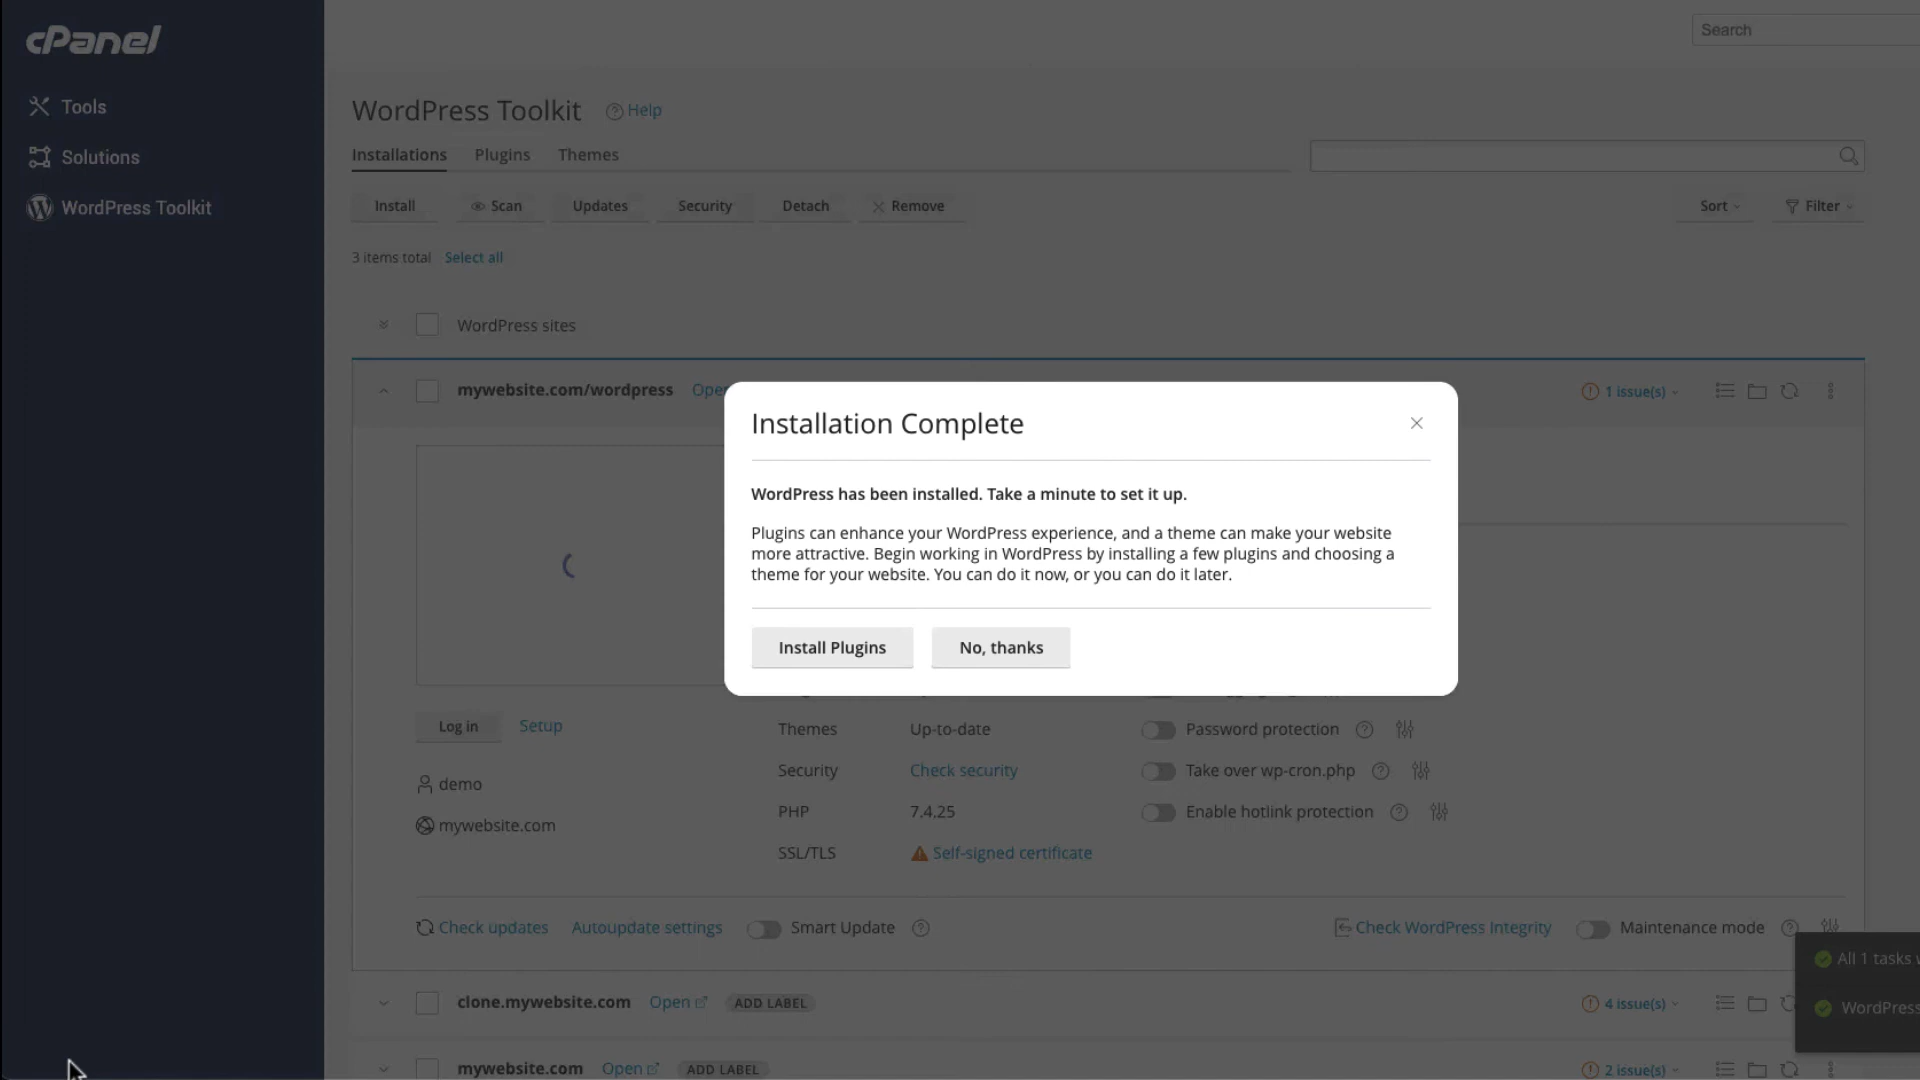 cPanel
Search
Tools
Solutions
WordPress Toolkit
WordPress Toolkit Help
Installations Plugins Themes
Install Scan Updates Security Detach Remove Sort Filter
3 items total Select all
WordPress sites
mywebsite.com/wordpress Open 1 issue(s)
Installation Complete
WordPress has been installed. Take a minute to set it up.
Plugins can enhance your WordPress experience, and a theme can make your website
more attractive. Begin working in WordPress by installing a few plugins and choosing a
theme for your website. You can do it now, or you can do it later.
Install Plugins No, thanks
Log in Setup
Themes Up-to-date Password protection
Security Check security Take over wp-cron.php
demo
PHP 7.4.25 Enable hotlink protection
mywebsite.com
SSL/TLS Self-signed certificate
Check updates Autoupdate settings Smart Update Check WordPress Integrity Maintenance mode
All 1 tasks
clone.mywebsite.com Open ADD LABEL 4 issue(s)
WordPress
mywebsite.com Open ADD LABEL 2 issue(s)